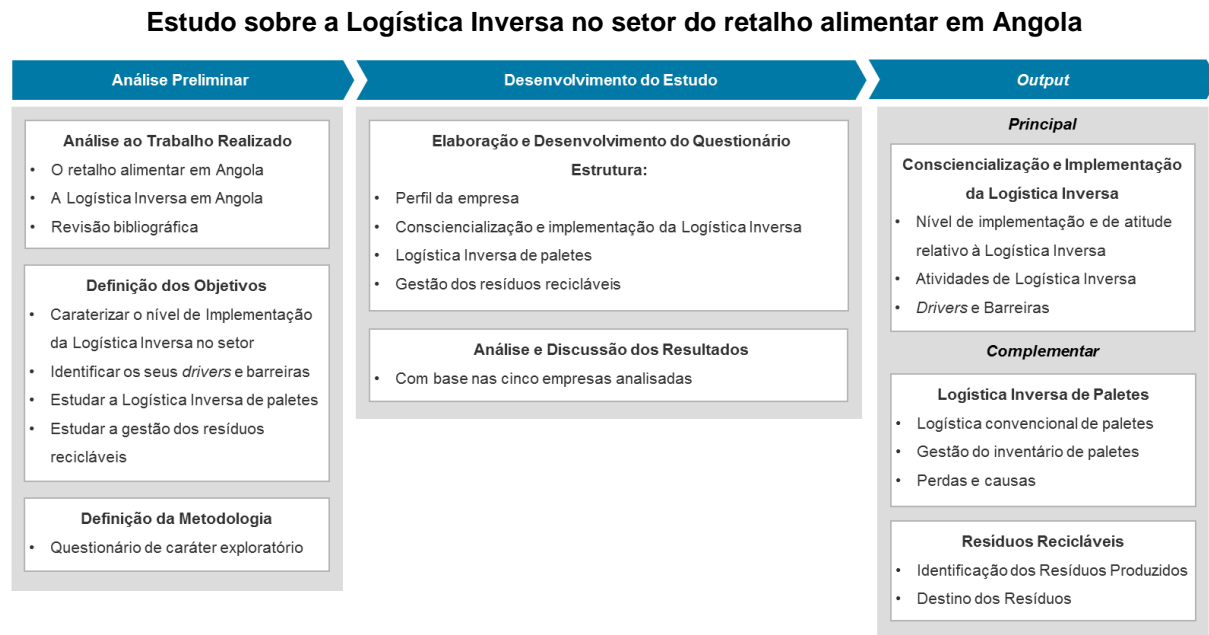 Estudo sobre a Logística Inversa no setor do retalho alimentar em Angola
Análise Preliminar
Análise ao Trabalho Realizado
• O retalho alimentar em Angola
• A Logística Inversa em Angola
• Revisão bibliográfica
Definição dos Objetivos
• Caraterizar o nível de Implementação
da Logística Inversa no setor
• Identificar os seus drivers e barreiras
• Estudar a Logística Inversa de paletes
• Estudar a gestão dos resíduos
recicláveis
Definição da Metodologia
• Questionário de caráter exploratório
Desenvolvimento do Estudo
Elaboração e Desenvolvimento do Questionário
Estrutura:
• Perfil da empresa
• Consciencialização e implementação da Logística Inversa
• Logística Inversa de paletes
• Gestão dos resíduos recicláveis
Análise e Discussão dos Resultados
• Com base nas cinco empresas analisadas
Output
Principal
Consciencialização e Implementação
da Logística Inversa
• Nível de implementação e de atitude
relativo à Logística Inversa
• Atividades de Logística Inversa
• Drivers e Barreiras
Complementar
Logística Inversa de Paletes
• Logística convencional de paletes
• Gestão do inventário de paletes
• Perdas e causas
Resíduos Recicláveis
• Identificação dos Resíduos Produzidos
• Destino dos Resíduos